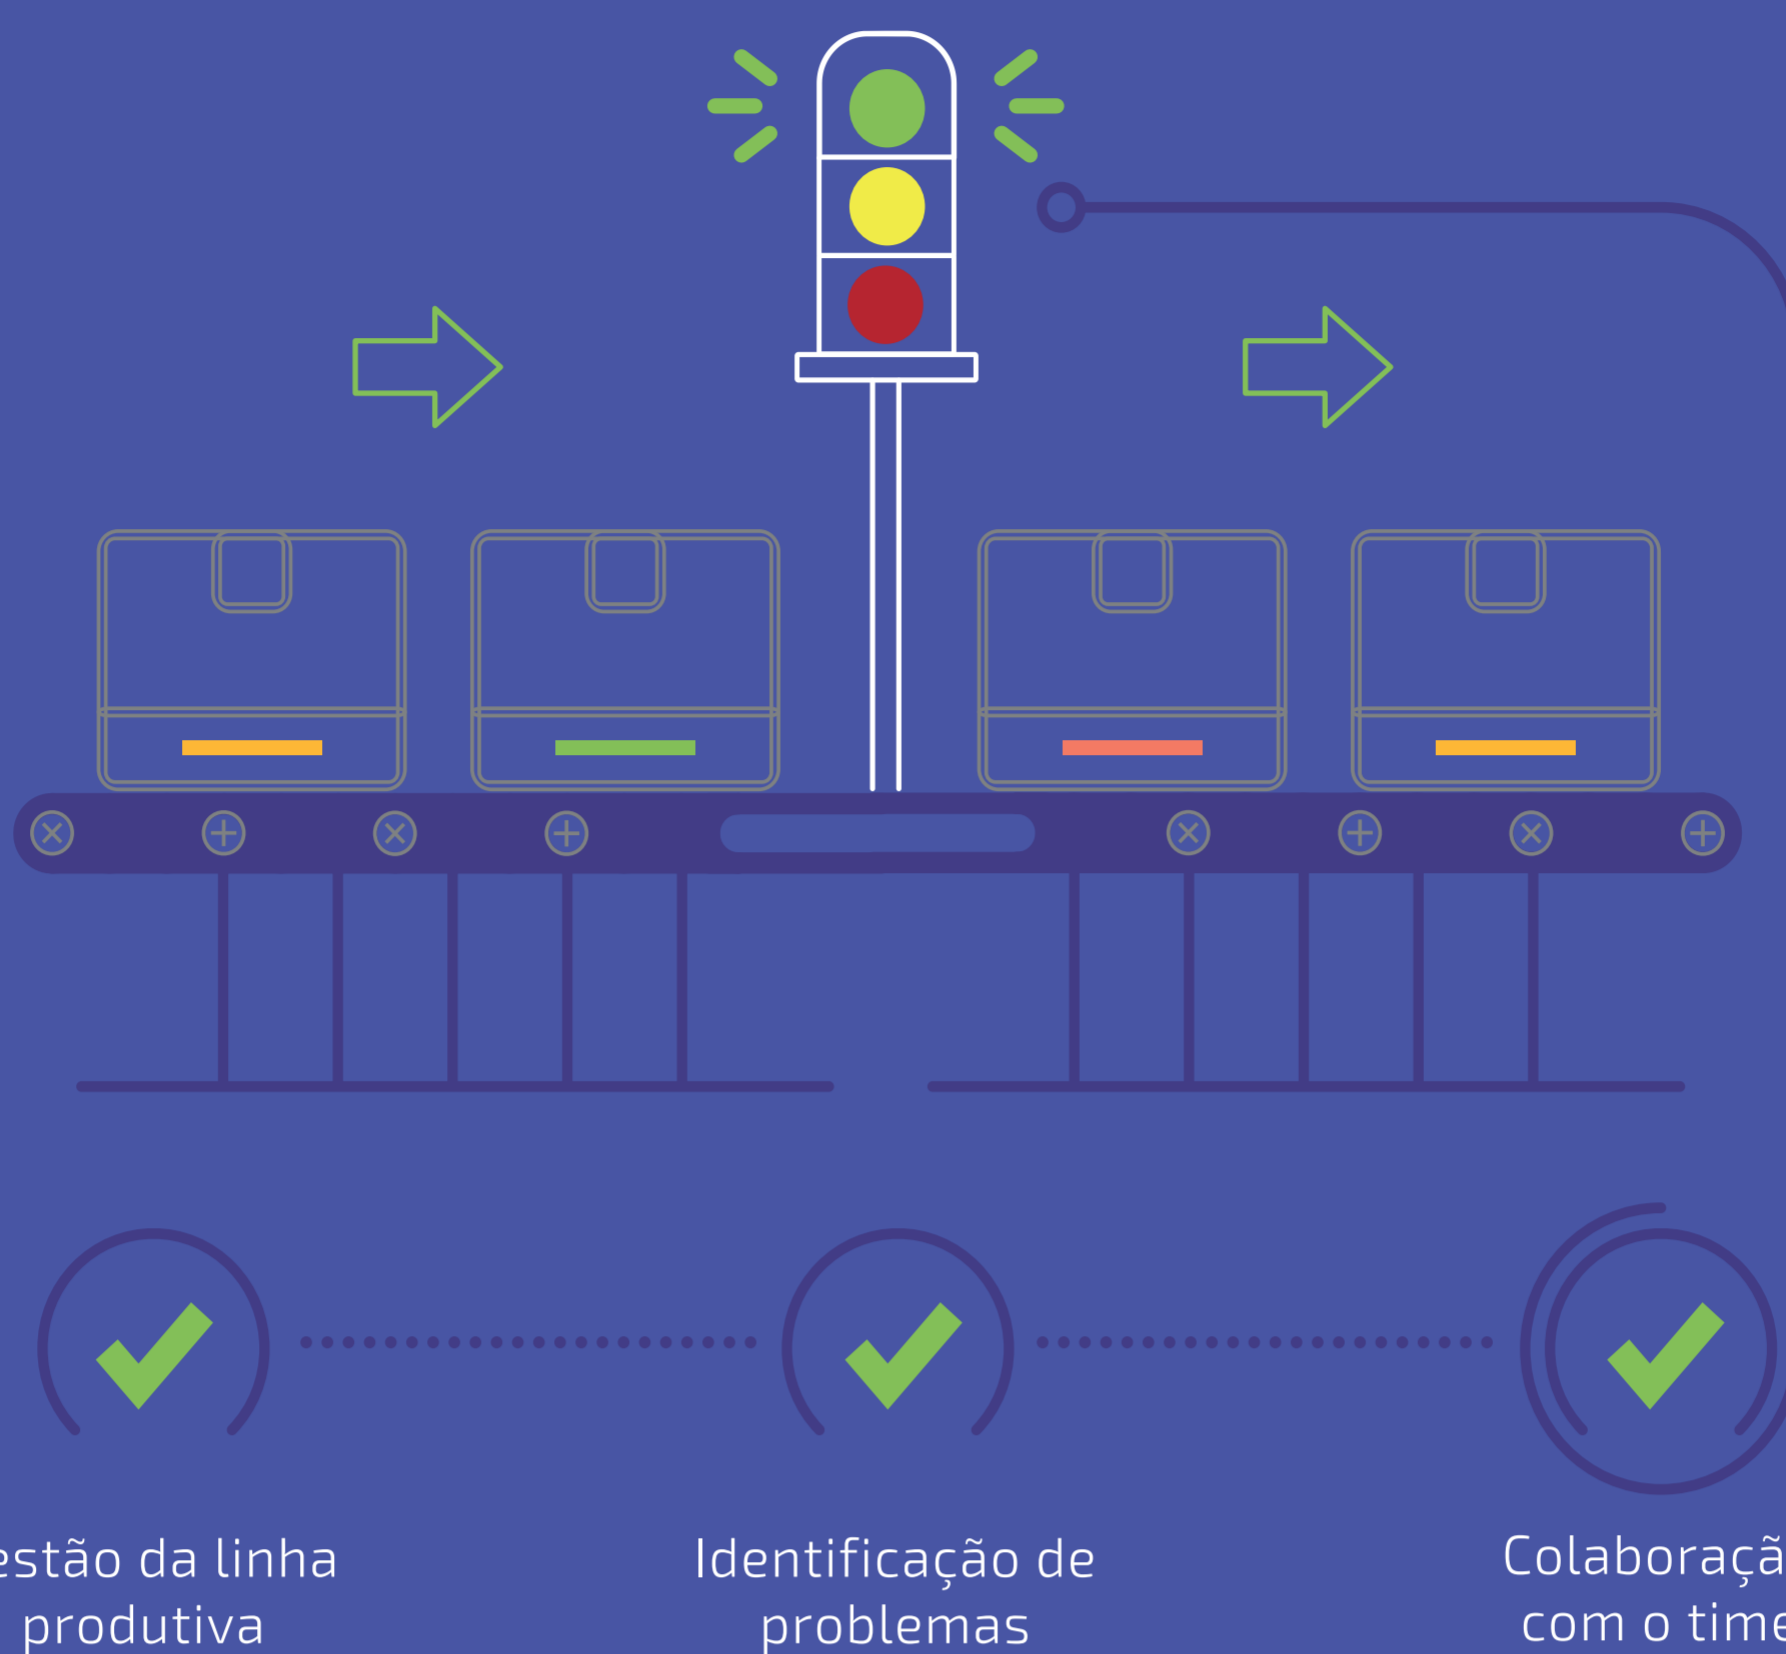 estão da linha
produtiva
Identificação de
problemas
Colaboraçã
com o time